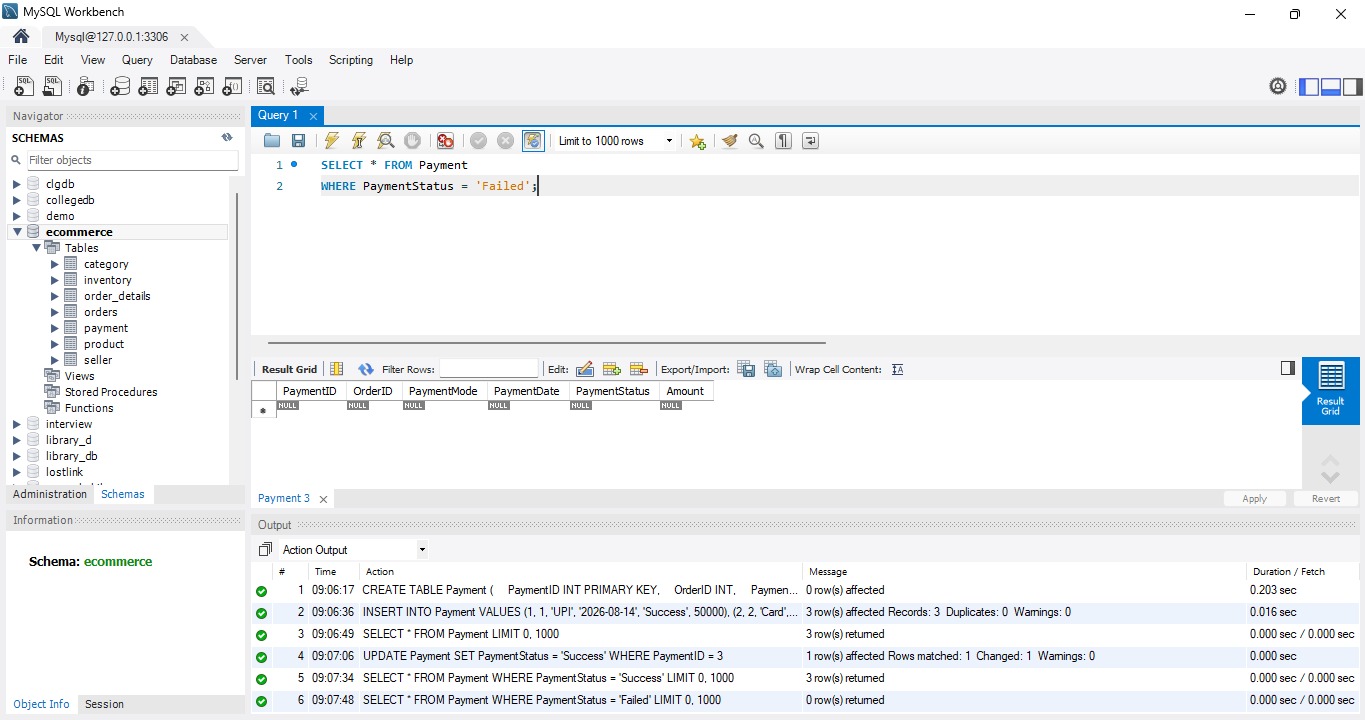 MySQL Workbench
Mysql@127.0.0.1:3306
File Edit View Query Database Server Tools Scripting Help
Navigator
SCHEMAS
Filter objects
clgdb
collegedb
demo
ecommerce
Tables
category
inventory
order_details
orders
payment
product
seller
Views
Stored Procedures
Functions
interview
library_d
library_db
lostlink
Administration Schemas
Information
Schema: ecommerce
Object Info Session
Query 1
Limit to 1000 rows
1 SELECT * FROM Payment
2 WHERE PaymentStatus = 'Failed';
Result Grid Filter Rows: Edit: Export/Import: Wrap Cell Content:
PaymentID OrderID PaymentMode PaymentDate PaymentStatus Amount
NULL NULL NULL NULL NULL NULL
Result
Grid
Payment 3 Apply Revert
Output
Action Output
# Time Action Message Duration / Fetch
1 09:06:17 CREATE TABLE Payment ( PaymentID INT PRIMARY KEY, OrderID INT, Paymen... 0 row(s) affected 0.203 sec
2 09:06:36 INSERT INTO Payment VALUES (1, 1, 'UPI', '2026-08-14', 'Success', 50000), (2, 2, 'Card',... 3 row(s) affected Records: 3 Duplicates: 0 Warnings: 0 0.016 sec
3 09:06:49 SELECT * FROM Payment LIMIT 0, 1000 3 row(s) returned 0.000 sec / 0.000 sec
4 09:07:06 UPDATE Payment SET PaymentStatus = 'Success' WHERE PaymentID = 3 1 row(s) affected Rows matched: 1 Changed: 1 Warnings: 0 0.000 sec
5 09:07:34 SELECT * FROM Payment WHERE PaymentStatus = 'Success' LIMIT 0, 1000 3 row(s) returned 0.000 sec / 0.000 sec
6 09:07:48 SELECT * FROM Payment WHERE PaymentStatus = 'Failed' LIMIT 0, 1000 0 row(s) returned 0.000 sec / 0.000 sec